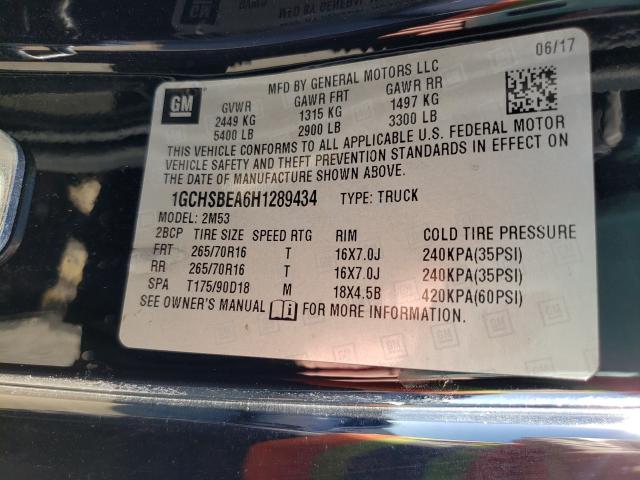 06/17
MFD BY GENERAL MOTORS LLC
GM
GVWR GAWR FRT GAWR RR
2449 KG 1315 KG 1497 KG
5400 LB 2900 LB 3300 LB
THIS VEHICLE CONFORMS TO ALL APPLICABLE U.S. FEDERAL MOTOR
VEHICLE SAFETY AND THEFT PREVENTION STANDARDS IN EFFECT ON
THE DATE OF MANUFACTURE SHOWN ABOVE.
1GCHSBEA6H1289434 TYPE: TRUCK
MODEL: 2M53
2BCP TIRE SIZE SPEED RTG RIM COLD TIRE PRESSURE
FRT 265/70R16 T 16X7.0J 240KPA(35PSI)
RR 265/70R16 T 16X7.0J 240KPA(35PSI)
SPA T175/90D18 M 18X4.5B 420KPA(60PSI)
SEE OWNER'S MANUAL FOR MORE INFORMATION.